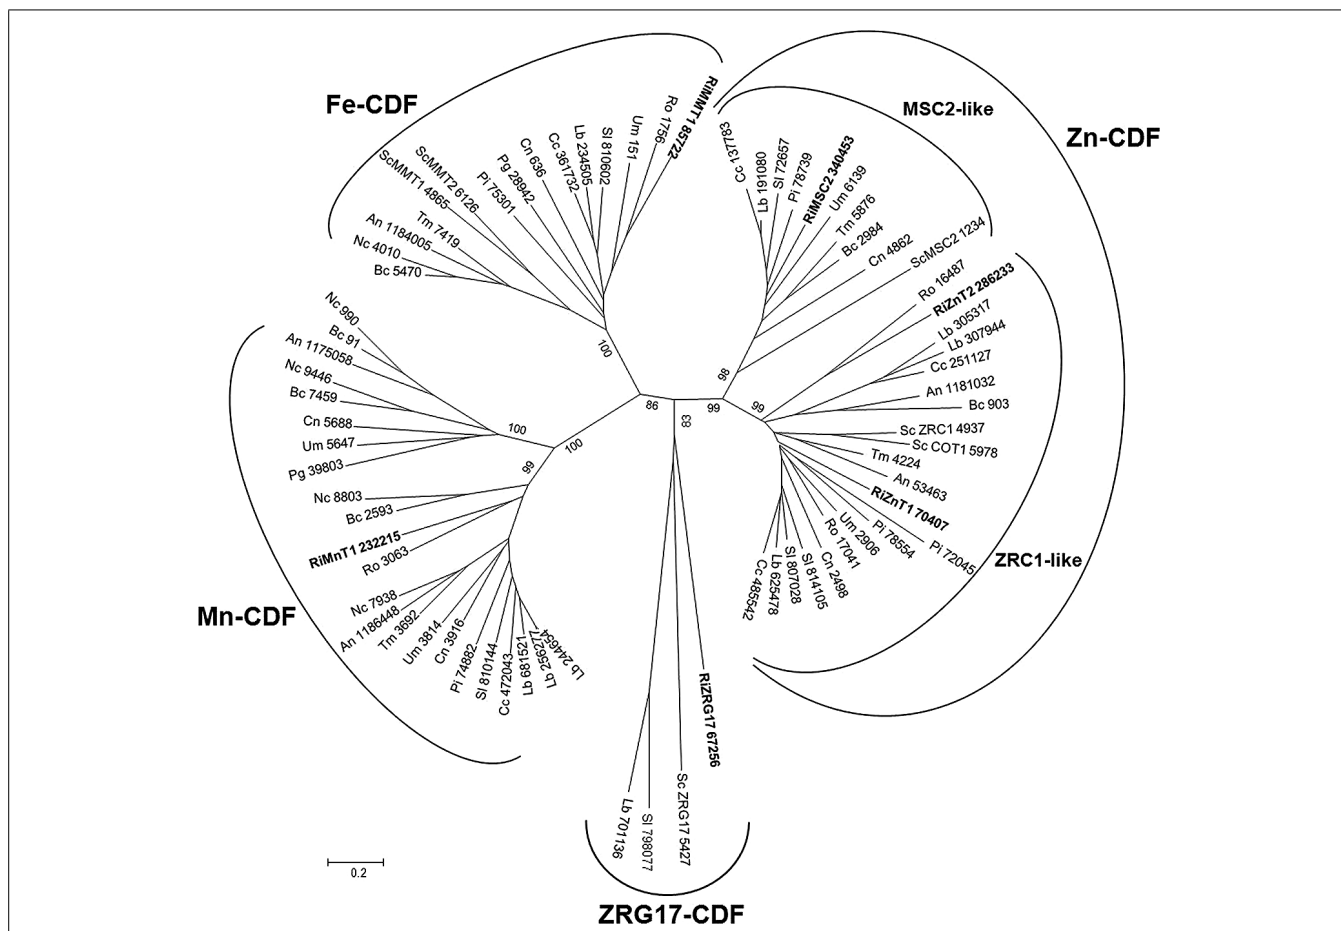 Fe-CDF
ScMMT1 4865
ScMMT2 6126
Pi 75301
Pg 28942
Cn 636
Cc 361732
Lb 234505
Sl 810602
Um 151
Ro 1756
RiMMT1 85722
An 1184005
Tm 7419
Nc 4010
Bc 5470
Zn-CDF
MSC2-like
Cc 137783
Lb 191080
Sl 72657
Pi 78739
RiMSC2 340453
Um 6139
Tm 5876
Bc 2984
Cn 4862
ScMSC2 1234
Ro 16487
RiZnT2 286233
Lb 305317
Lb 307944
Cc 251127
An 1181032
Bc 903
Sc ZRC1 4937
Sc COT1 5978
Tm 4224
An 53463
RiZnT1 70407
Pi 72045
Pi 78554
Um 2906
Ro 17041
Cn 2498
Sl 814105
Sl 807028
Lb 625478
Cc 485542
ZRC1-like
Nc 990
Bc 91
An 1175058
Nc 9446
Bc 7459
Cn 5688
Um 5647
Pg 39803
Nc 8803
Bc 2593
RiMnT1 232215
Ro 3063
Mn-CDF
Nc 7938
An 1186448
Tm 3692
Um 3814
Cn 3916
Pi 74882
Sl 810144
Cc 472043
Lb 681521
Lb 256277
Lb 244654
100
98
86
99
99
83
100
100
99
RiZRG17 67256
Sc ZRG17 5427
Sl 798077
Lb 701136
0.2
ZRG17-CDF